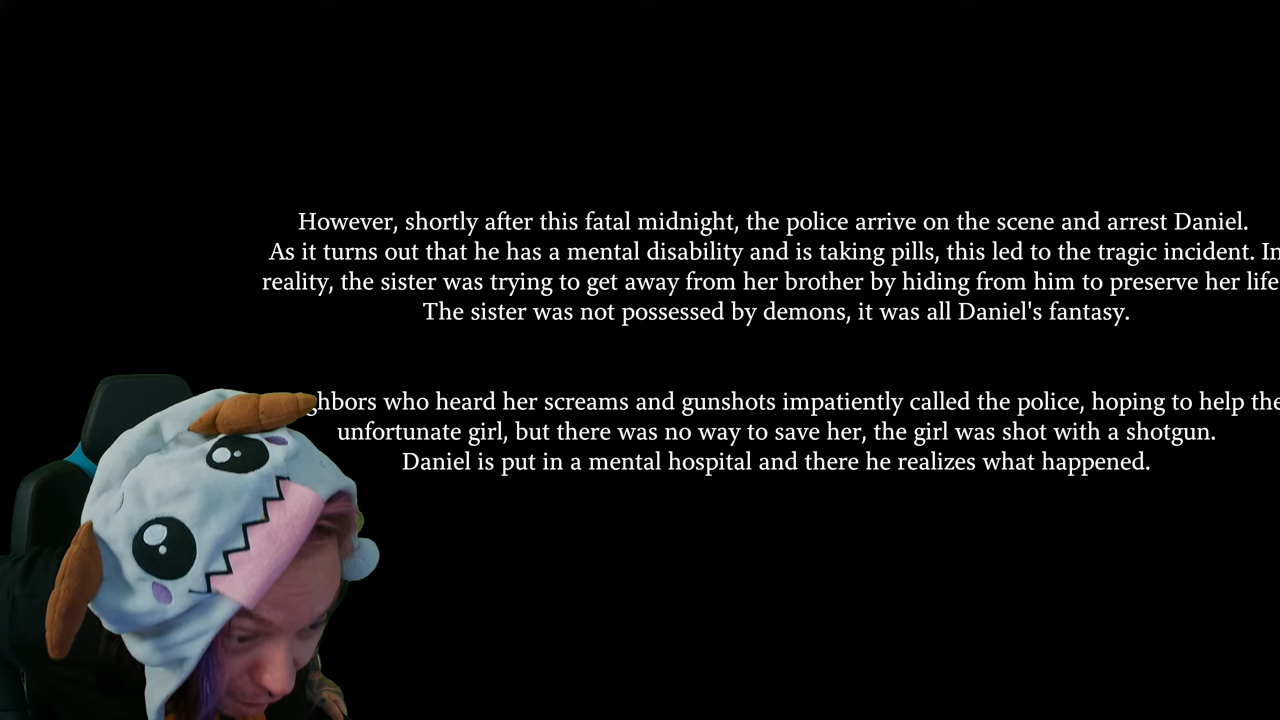 However, shortly after this fatal midnight, the police arrive on the scene and arrest Daniel.
As it turns out that he has a mental disability and is taking pills, this led to the tragic incident. In
reality, the sister was trying to get away from her brother by hiding from him to preserve her life
The sister was not possessed by demons, it was all Daniel's fantasy.
who heard her screams and gunshots impatiently called the police, hoping to help the
unfortunate girl, but there was no way to save her, the girl was shot with a shotgun.
Daniel is put in a mental hospital and there he realizes what happened.